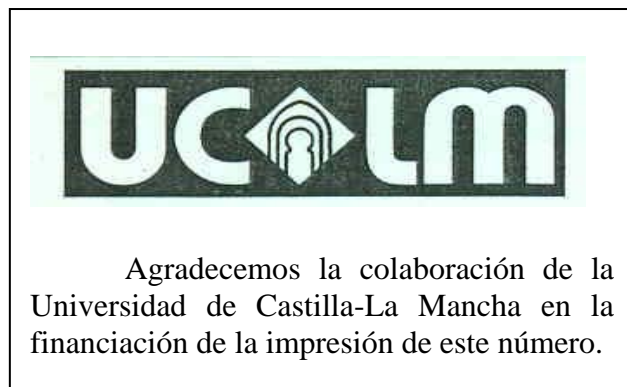 UCLM
Agradecemos la colaboración de la
Universidad de Castilla-La Mancha en la
financiación de la impresión de este número.